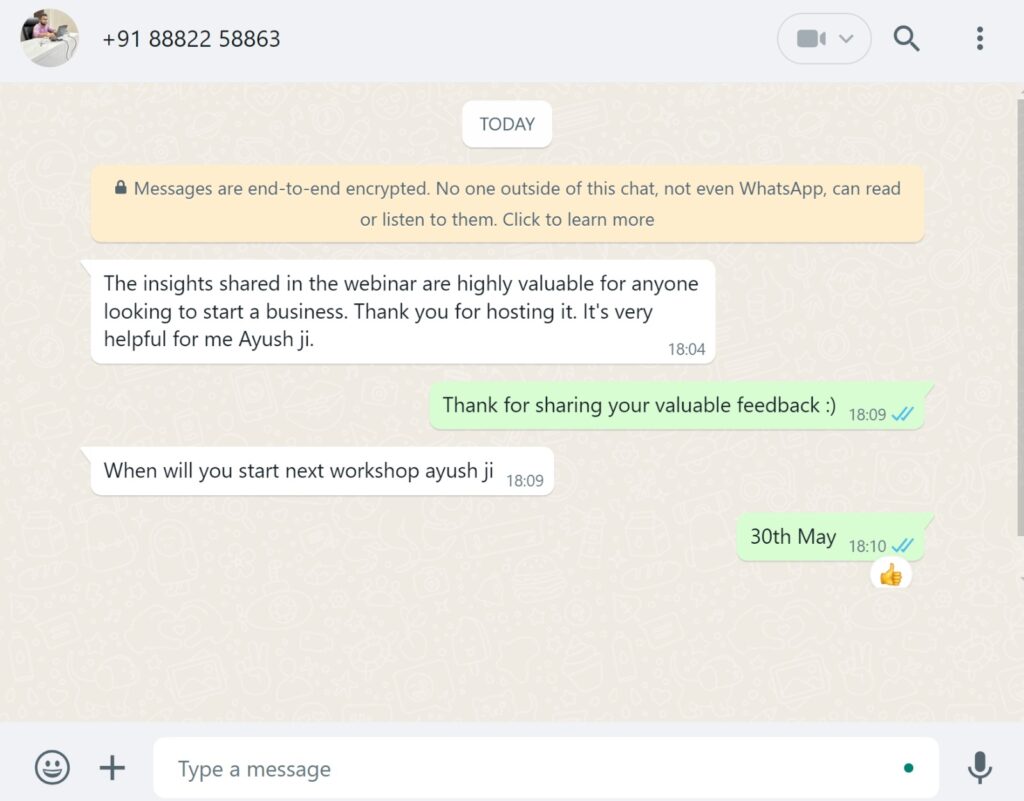 +91 88822 58863
TODAY
Messages are end-to-end encrypted. No one outside of this chat, not even WhatsApp, can read
or listen to them. Click to learn more
The insights shared in the webinar are highly valuable for anyone
looking to start a business. Thank you for hosting it. It's very
helpful for me Ayush ji.
18:04
Thank for sharing your valuable feedback :) 18:09
When will you start next workshop ayush ji 18:09
30th May 18:10
Type a message